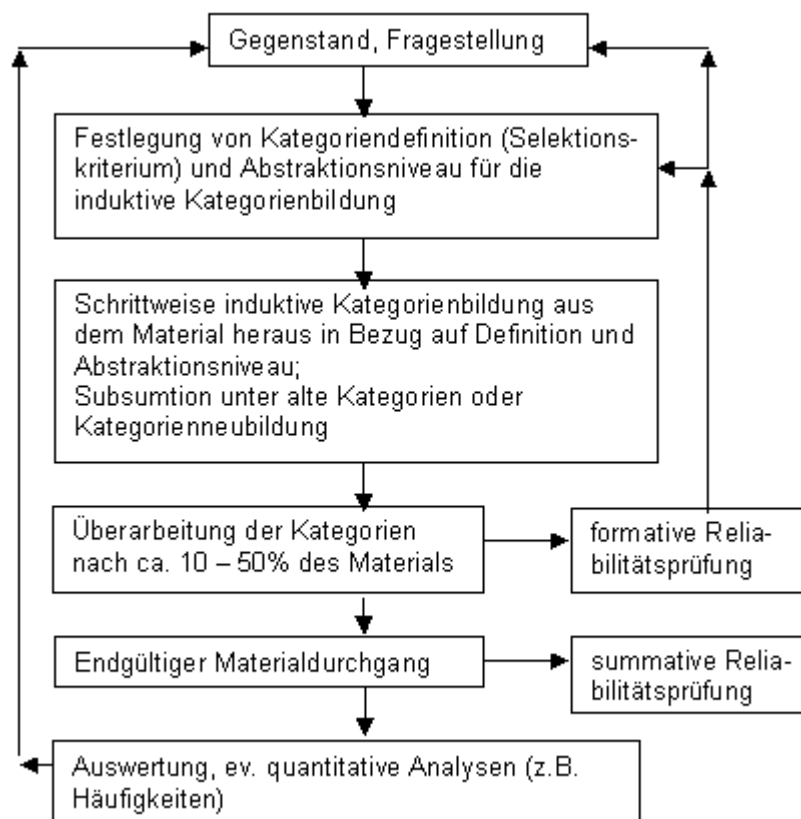 Gegenstand, Fragestellung
Festlegung von Kategoriendefinition (Selektions-
kriterium) und Abstraktionsniveau für die
induktive Kategorienbildung
Schrittweise induktive Kategorienbildung aus
dem Material heraus in Bezug auf Definition und
Abstraktionsniveau;
Subsumtion unter alte Kategorien oder
Kategorienneubildung
Überarbeitung der Kategorien
nach ca. 10 – 50% des Materials
formative Relia-
bilitätsprüfung
Endgültiger Materialdurchgang
summative Relia-
bilitätsprüfung
Auswertung, ev. quantitative Analysen (z.B.
Häufigkeiten)